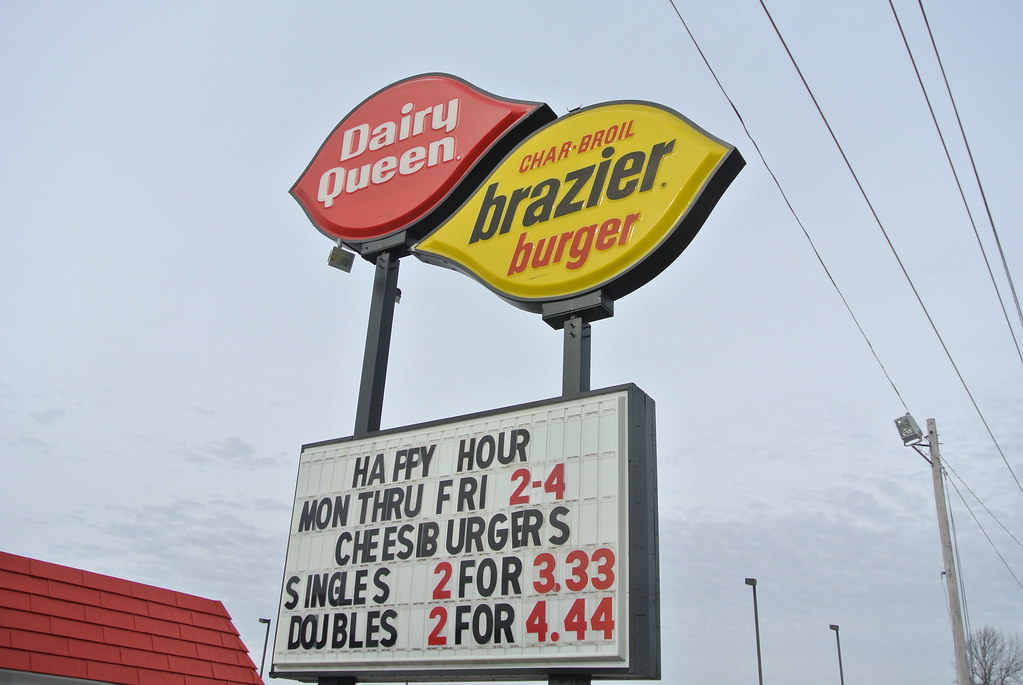 Dairy
Queen.
CHAR-BROIL
brazier.
burger
HAPPY HOUR
MON THRU FRI 2-4
CHEESBURGERS
SINGLES 2 FOR 3.33
DOUBLES 2 FOR 4.44